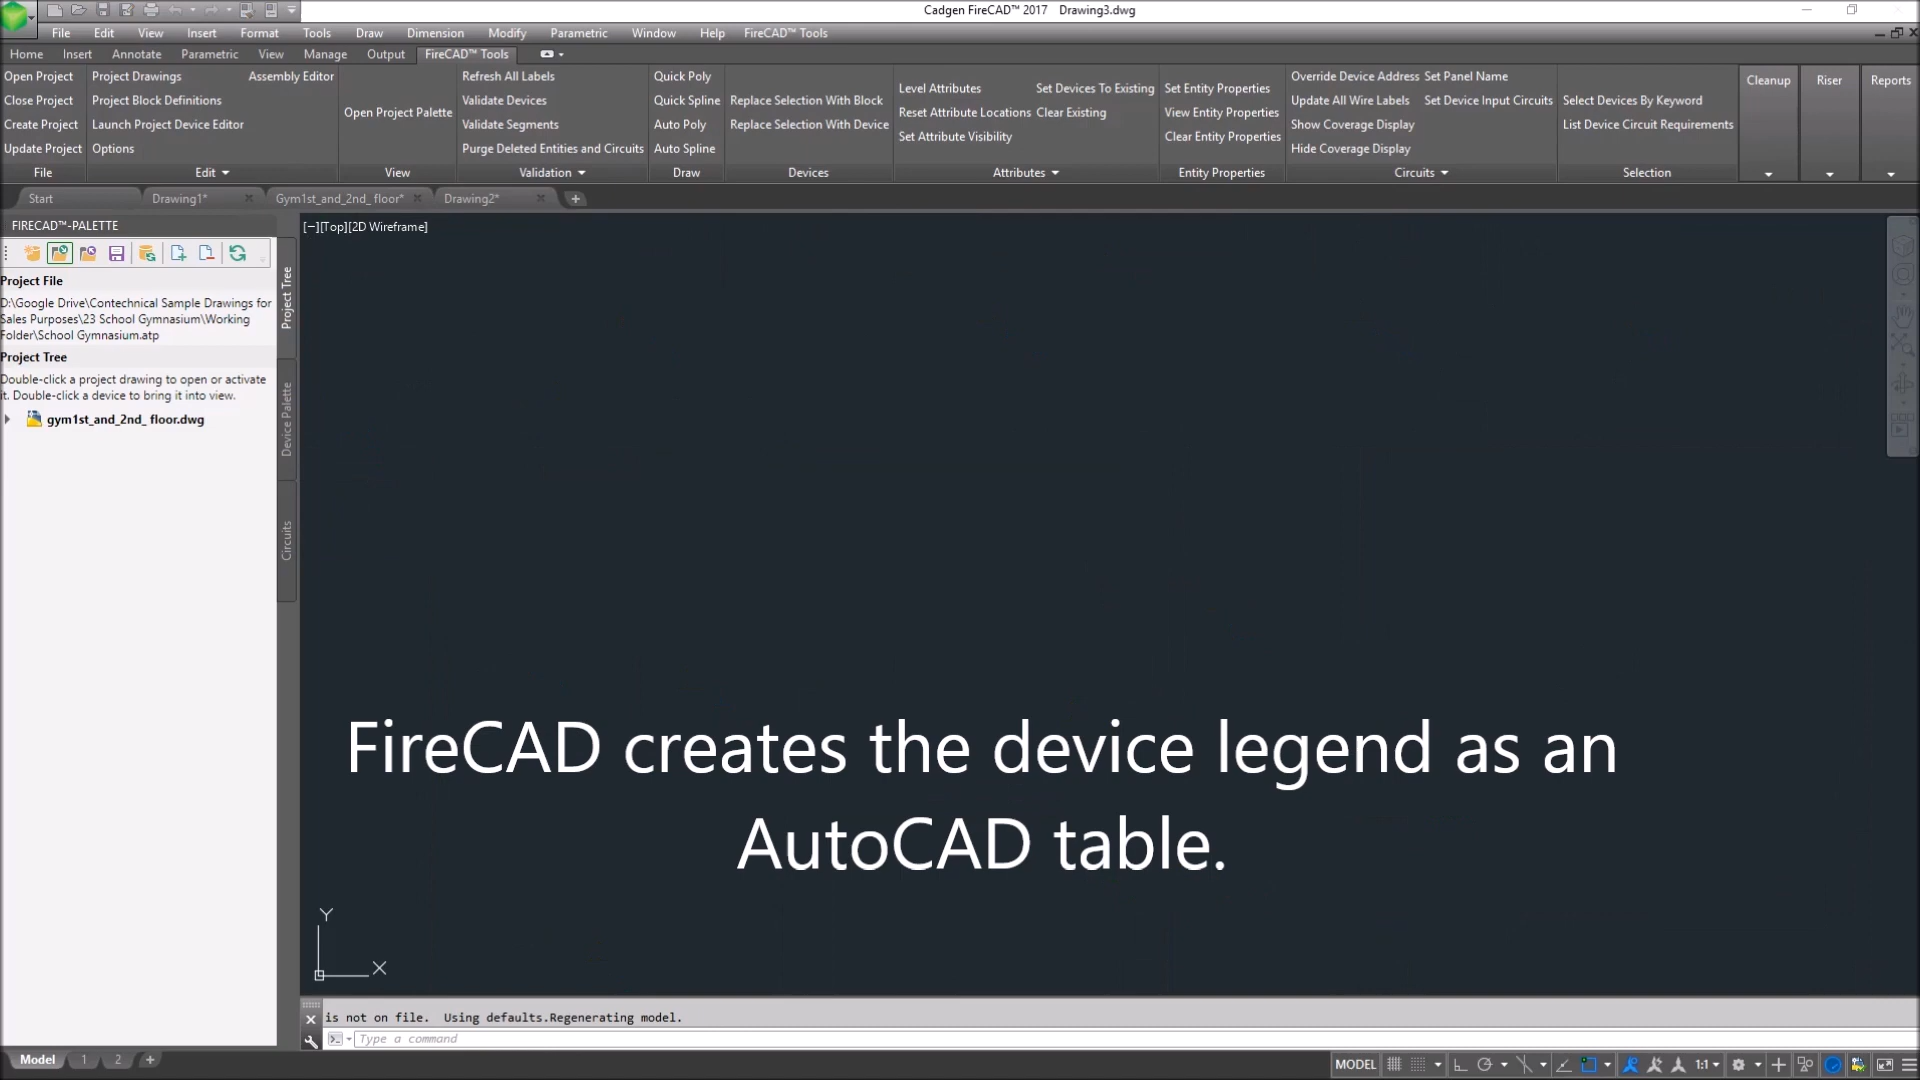 Cadgen FireCAD™ 2017 Drawing3.dwg
File Edit View Insert Format Tools Draw Dimension Modify Parametric Window Help FireCAD™ Tools
Home Insert Annotate Parametric View Manage Output FireCAD™ Tools
Open Project Project Drawings Assembly Editor
Close Project Project Block Definitions
Create Project Launch Project Device Editor
Update Project Options
File Edit
Open Project Palette
View
Refresh All Labels
Validate Devices
Validate Segments
Purge Deleted Entities and Circuits
Validation
Quick Poly
Quick Spline
Auto Poly
Auto Spline
Draw
Replace Selection With Block
Replace Selection With Device
Devices
Level Attributes Set Devices To Existing
Reset Attribute Locations Clear Existing
Set Attribute Visibility
Attributes
Set Entity Properties
View Entity Properties
Clear Entity Properties
Entity Properties
Override Device Address Set Panel Name
Update All Wire Labels Set Device Input Circuits
Show Coverage Display
Hide Coverage Display
Circuits
Select Devices By Keyword
List Device Circuit Requirements
Selection
Cleanup
Riser
Reports
Start Drawing1* Gym1st_and_2nd_ floor* Drawing2*
FIRECAD™-PALETTE
Project File
D:\Google Drive\Contechnical Sample Drawings for
Sales Purposes\23 School Gymnasium\Working
Folder\School Gymnasium.atp
Project Tree
Double-click a project drawing to open or activate
it. Double-click a device to bring it into view.
gym1st_and_2nd_ floor.dwg
Project Tree
Device Palette
Circuits
[−][Top][2D Wireframe]
FireCAD creates the device legend as an
AutoCAD table.
Y
X
is not on file. Using defaults.Regenerating model.
Type a command
Model 1 2 +
MODEL 1:1